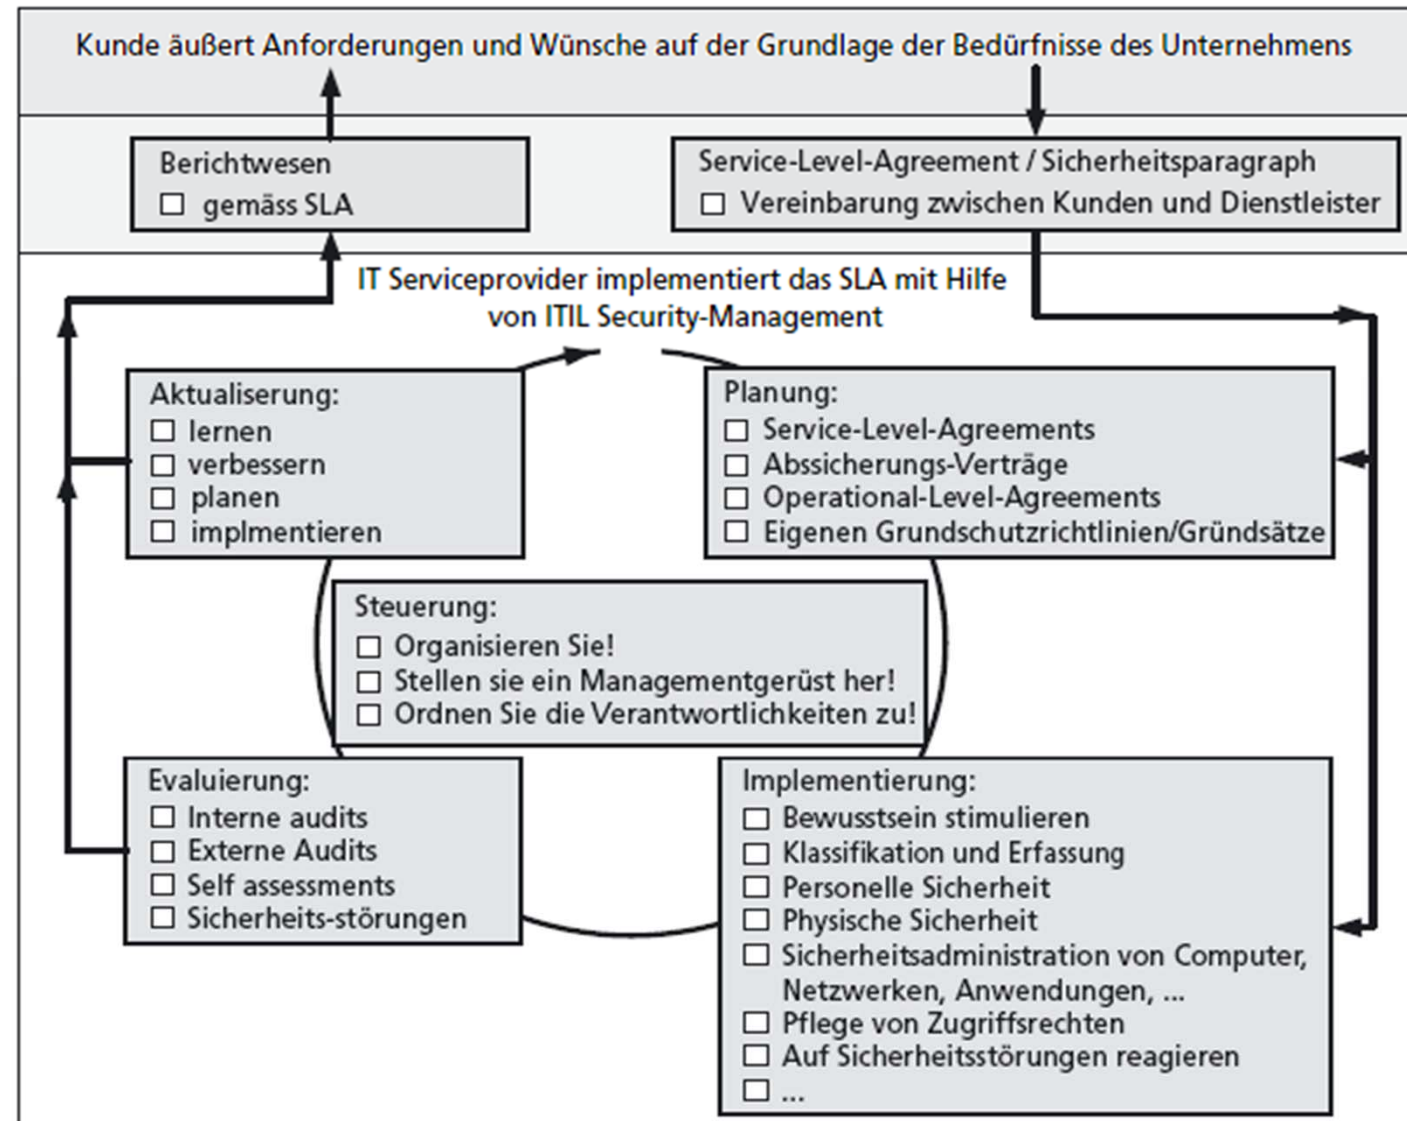 Kunde äußert Anforderungen und Wünsche auf der Grundlage der Bedürfnisse des Unternehmens
Berichtwesen
gemäss SLA
Service-Level-Agreement / Sicherheitsparagraph
Vereinbarung zwischen Kunden und Dienstleister
IT Serviceprovider implementiert das SLA mit Hilfe
von ITIL Security-Management
Aktualiserung:
lernen
verbessern
planen
implmentieren
Planung:
Service-Level-Agreements
Abssicherungs-Verträge
Operational-Level-Agreements
Eigenen Grundschutzrichtlinien/Gründsätze
Steuerung:
Organisieren Sie!
Stellen sie ein Managementgerüst her!
Ordnen Sie die Verantwortlichkeiten zu!
Evaluierung:
Interne audits
Externe Audits
Self assessments
Sicherheits-störungen
Implementierung:
Bewusstsein stimulieren
Klassifikation und Erfassung
Personelle Sicherheit
Physische Sicherheit
Sicherheitsadministration von Computer,
Netzwerken, Anwendungen, ...
Pflege von Zugriffsrechten
Auf Sicherheitsstörungen reagieren
...